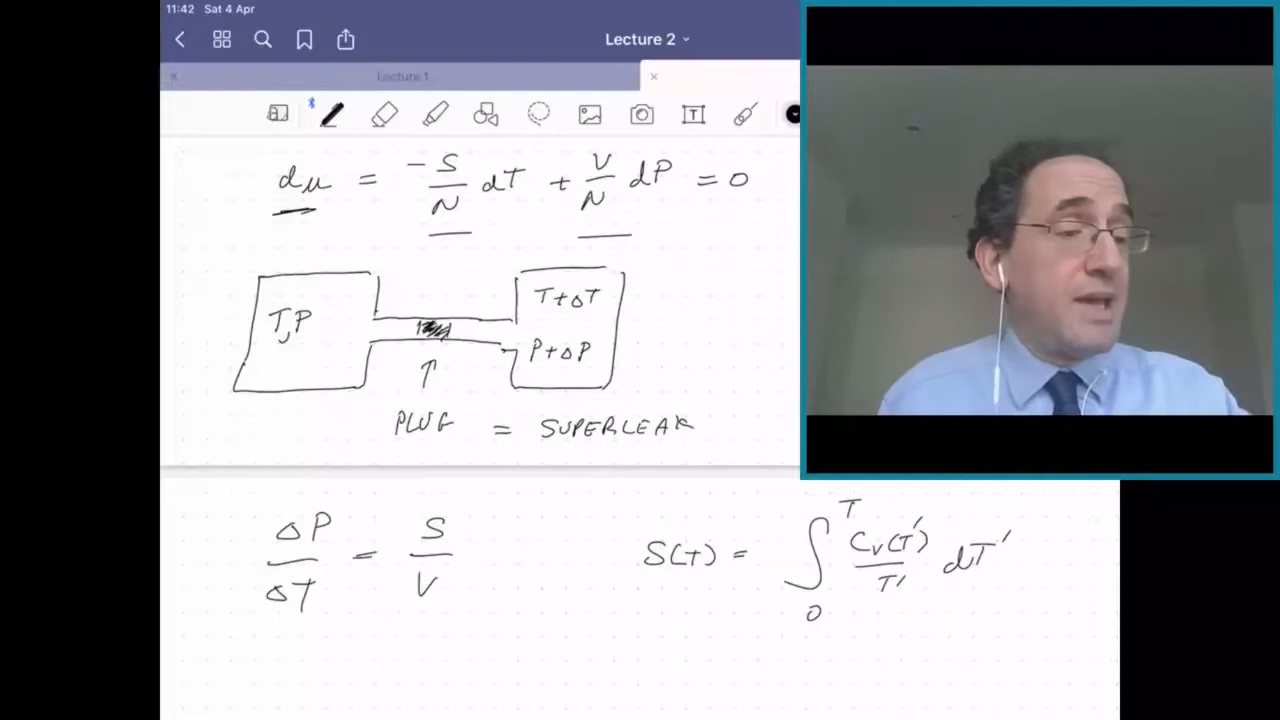 11:42 Sat 4 Apr
Lecture 2
Lecture 1
T
dμ = -S/N dT + V/N dP = 0
T, P
T+ΔT
P+ΔP
PLUG = SUPERLEAK
ΔP/ΔT = S/V
S(T) = ∫₀ᵀ Cᵥ(T′)/T′ dT′